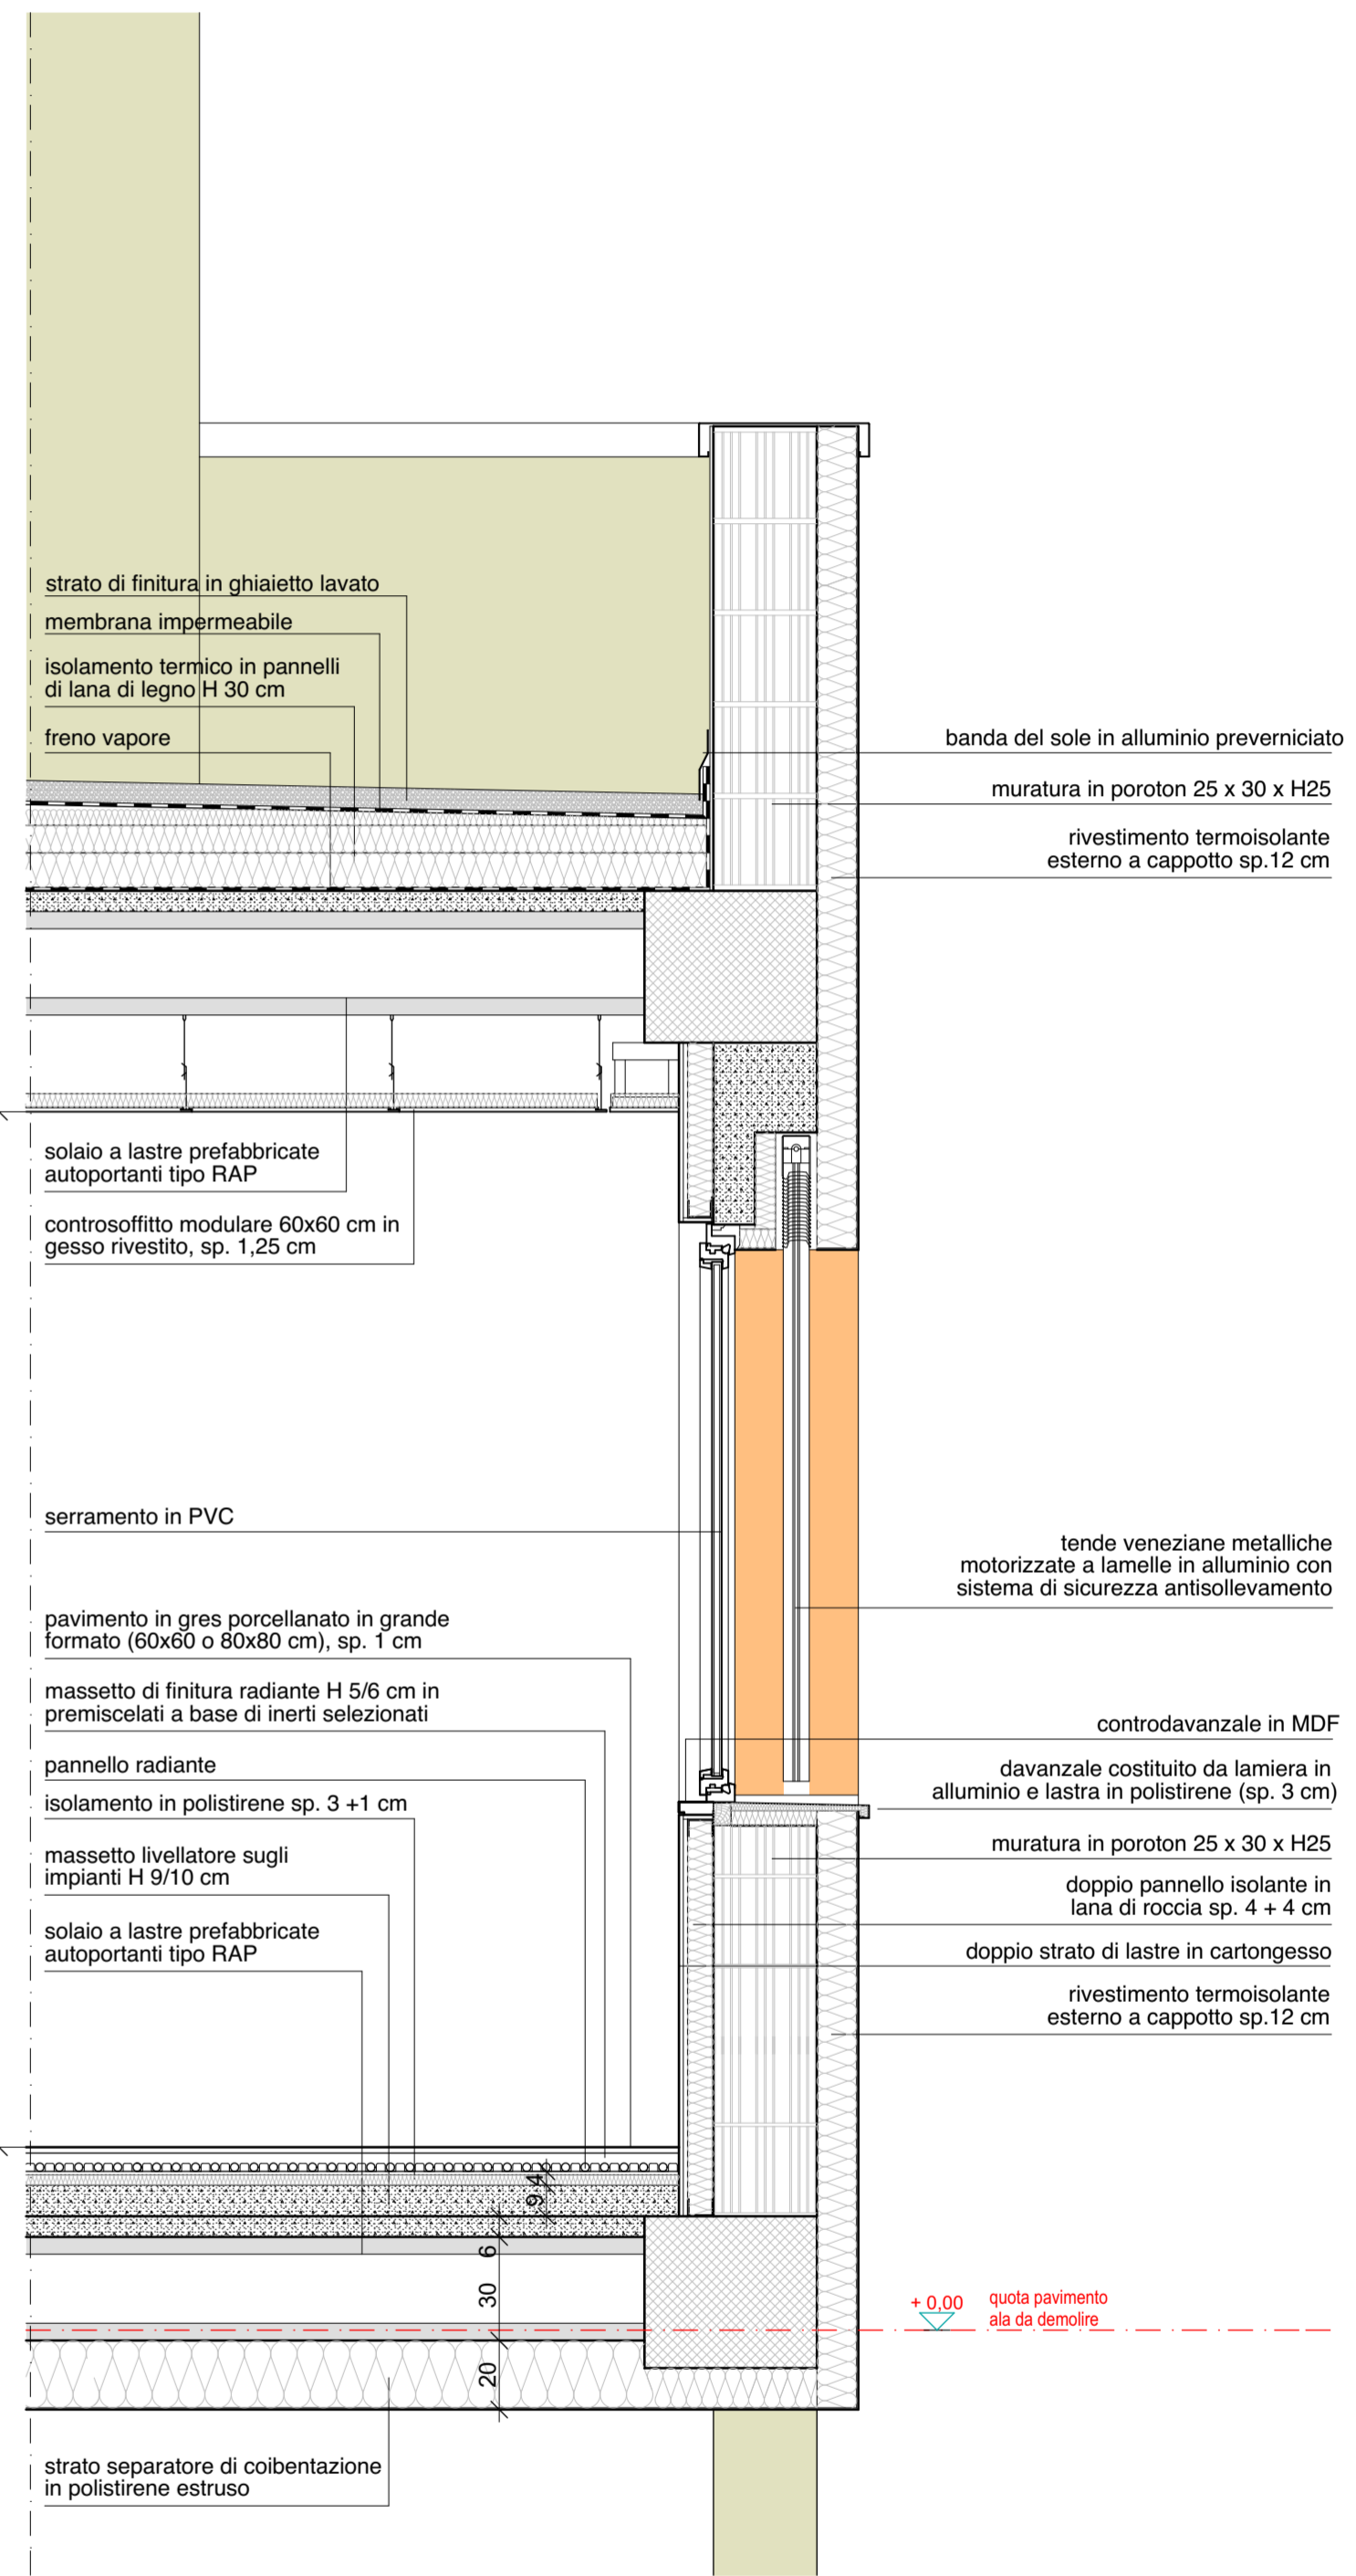 strato di finitura in ghiaietto lavato
membrana impermeabile
isolamento termico in pannelli
di lana di legno H 30 cm
freno vapore
banda del sole in alluminio preverniciato
muratura in poroton 25 x 30 x H25
rivestimento termoisolante
esterno a cappotto sp.12 cm
solaio a lastre prefabbricate
autoportanti tipo RAP
controsoffitto modulare 60x60 cm in
gesso rivestito, sp. 1,25 cm
serramento in PVC
tende veneziane metalliche
motorizzate a lamelle in alluminio con
sistema di sicurezza antisollevamento
pavimento in gres porcellanato in grande
formato (60x60 o 80x80 cm), sp. 1 cm
massetto di finitura radiante H 5/6 cm in
premiscelati a base di inerti selezionati
pannello radiante
isolamento in polistirene sp. 3 +1 cm
massetto livellatore sugli
impianti H 9/10 cm
solaio a lastre prefabbricate
autoportanti tipo RAP
controdavanzale in MDF
davanzale costituito da lamiera in
alluminio e lastra in polistirene (sp. 3 cm)
muratura in poroton 25 x 30 x H25
doppio pannello isolante in
lana di roccia sp. 4 + 4 cm
doppio strato di lastre in cartongesso
rivestimento termoisolante
esterno a cappotto sp.12 cm
4
9
6
30
20
+ 0,00
quota pavimento
ala da demolire
strato separatore di coibentazione
in polistirene estruso